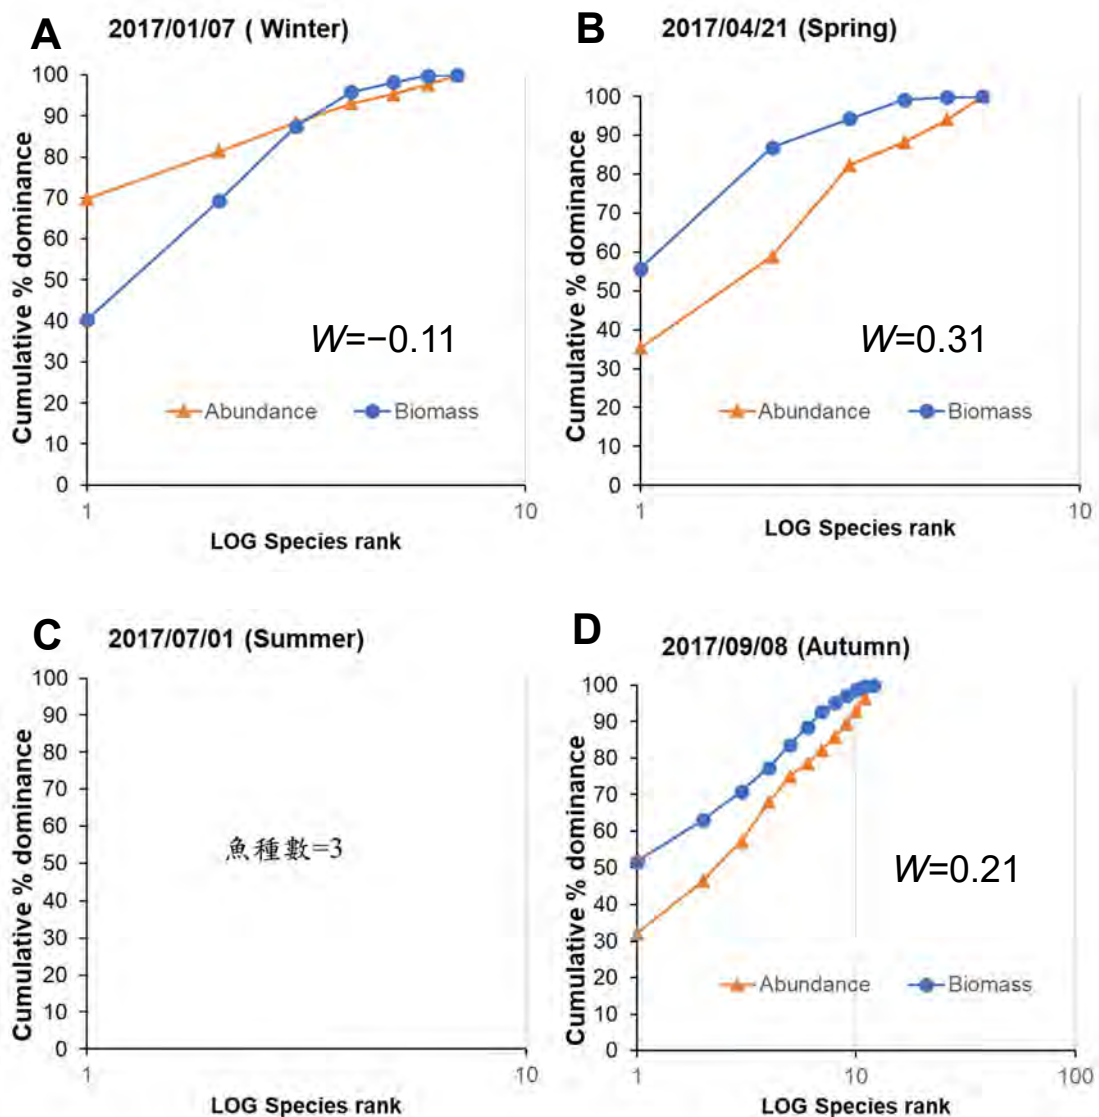 A
2017/01/07 ( Winter)
100
90
80
70
60
50
40
30
20
10
0
Cumulative % dominance
W=−0.11
Abundance
Biomass
1
10
LOG Species rank
B
2017/04/21 (Spring)
100
90
80
70
60
50
40
30
20
10
0
Cumulative % dominance
W=0.31
Abundance
Biomass
1
10
LOG Species rank
C
2017/07/01 (Summer)
100
90
80
70
60
50
40
30
20
10
0
Cumulative % dominance
魚種數=3
1
10
LOG Species rank
D
2017/09/08 (Autumn)
100
90
80
70
60
50
40
30
20
10
0
Cumulative % dominance
W=0.21
Abundance
Biomass
1
10
100
LOG Species rank